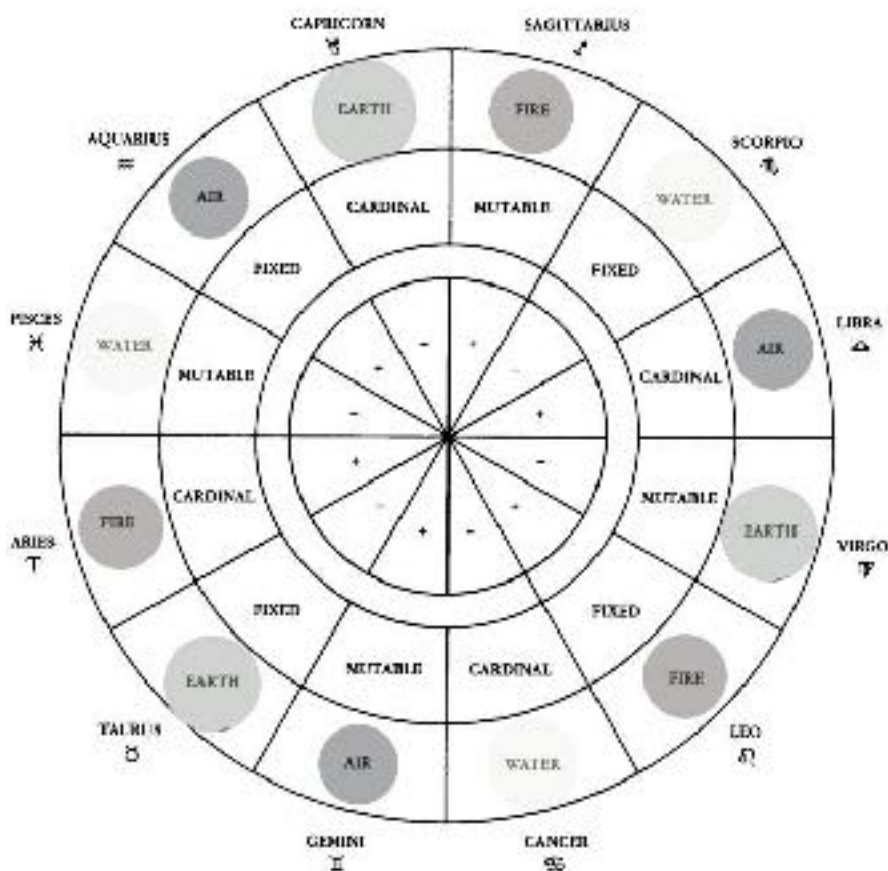 CAPRICORN
♑
SAGITTARIUS
♐
EARTH
FIRE
AQUARIUS
♒
SCORPIO
♏
AIR
WATER
CARDINAL
MUTABLE
FIXED
FIXED
PISCES
♓
LIBRA
♎
WATER
AIR
MUTABLE
CARDINAL
- +
+ -
- +
+ -
- +
+ -
CARDINAL
MUTABLE
FIRE
EARTH
ARIES
♈
VIRGO
♍
FIXED
FIXED
MUTABLE
CARDINAL
EARTH
FIRE
TAURUS
♉
LEO
♌
AIR
WATER
GEMINI
♊
CANCER
♋